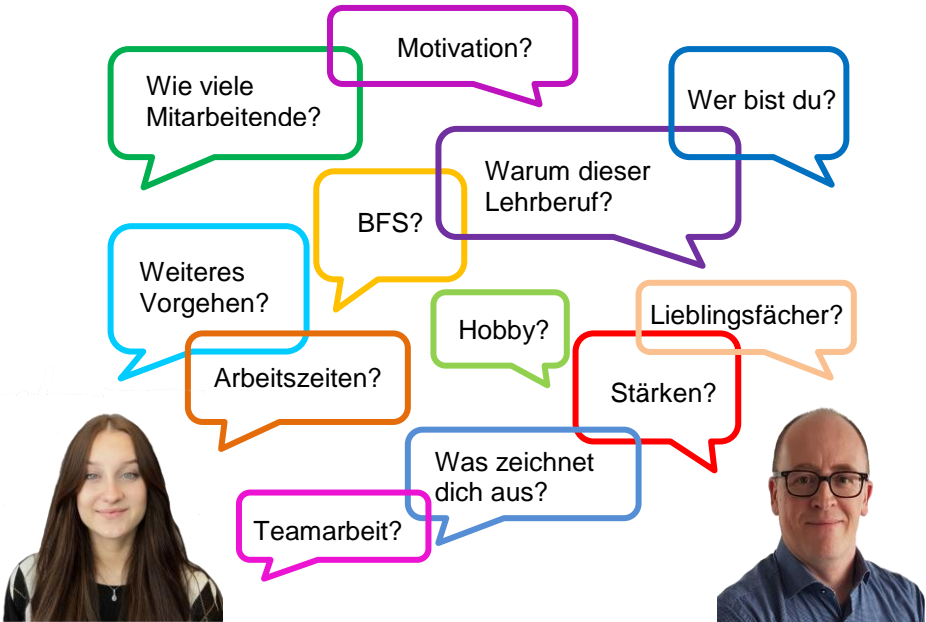 Motivation?
Wie viele
Mitarbeitende?
Wer bist du?
Warum dieser
Lehrberuf?
BFS?
Weiteres
Vorgehen?
Hobby?
Lieblingsfächer?
Arbeitszeiten?
Stärken?
Was zeichnet
dich aus?
Teamarbeit?